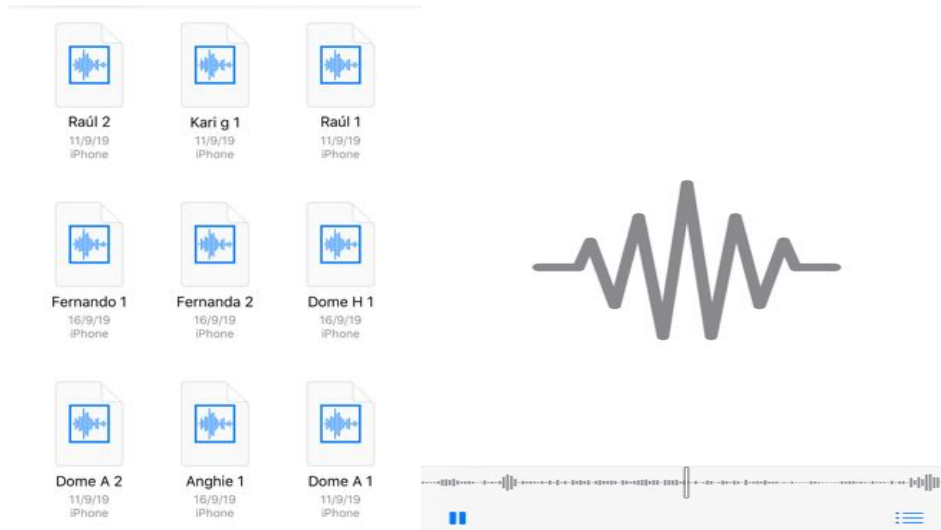 Raúl 2
11/9/19
iPhone
Kari g 1
11/9/19
iPhone
Raúl 1
11/9/19
iPhone
Fernando 1
16/9/19
iPhone
Fernanda 2
16/9/19
iPhone
Dome H 1
16/9/19
iPhone
Dome A 2
11/9/19
iPhone
Anghie 1
16/9/19
iPhone
Dome A 1
11/9/19
iPhone